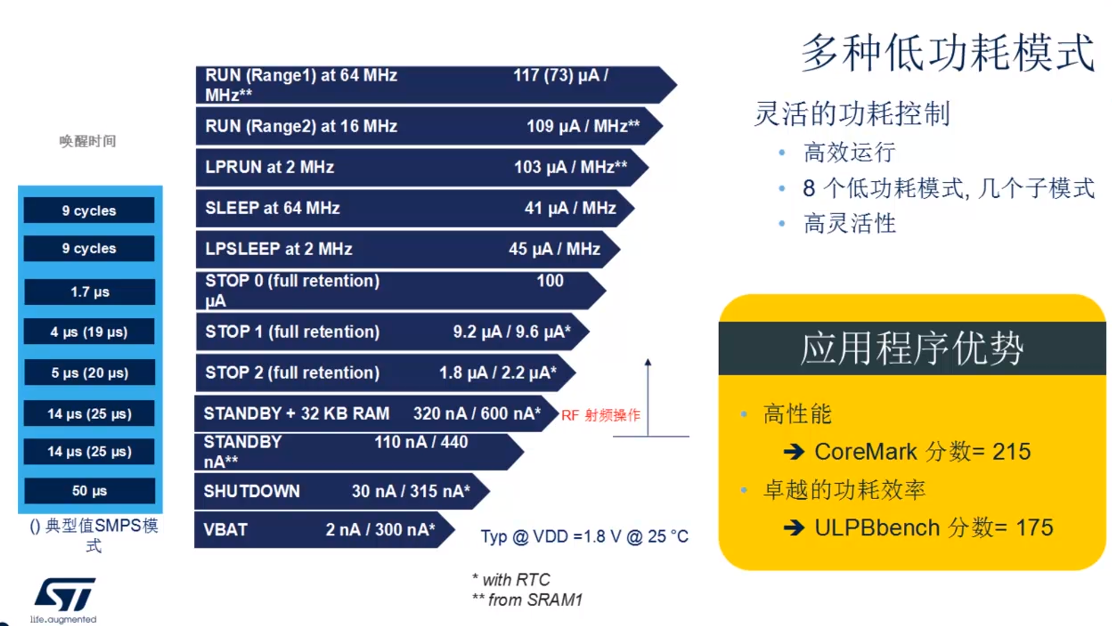 多种低功耗模式
灵活的功耗控制
• 高效运行
• 8 个低功耗模式, 几个子模式
• 高灵活性
唤醒时间
9 cycles
9 cycles
1.7 µs
4 µs (19 µs)
5 µs (20 µs)
14 µs (25 µs)
14 µs (25 µs)
50 µs
() 典型值SMPS模
式
RUN (Range1) at 64 MHz 117 (73) µA /
MHz**
RUN (Range2) at 16 MHz 109 µA / MHz**
LPRUN at 2 MHz 103 µA / MHz**
SLEEP at 64 MHz 41 µA / MHz
LPSLEEP at 2 MHz 45 µA / MHz
STOP 0 (full retention) 100
µA
STOP 1 (full retention) 9.2 µA / 9.6 µA*
STOP 2 (full retention) 1.8 µA / 2.2 µA*
STANDBY + 32 KB RAM 320 nA / 600 nA*
STANDBY 110 nA / 440
nA**
SHUTDOWN 30 nA / 315 nA*
VBAT 2 nA / 300 nA*
RF 射频操作
Typ @ VDD =1.8 V @ 25 °C
* with RTC
** from SRAM1
应用程序优势
• 高性能
➔ CoreMark 分数= 215
• 卓越的功耗效率
➔ ULPBbench 分数= 175
ST
life.augmented